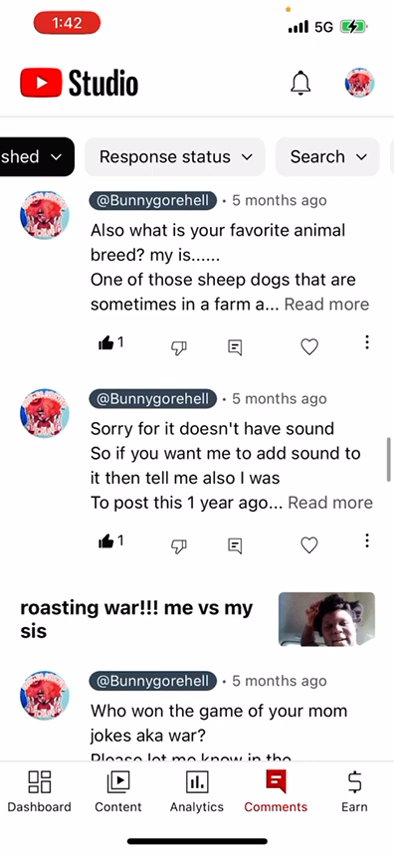 1:42
5G
Studio
shed
Response status
Search
@Bunnygorehell • 5 months ago
Also what is your favorite animal
breed? my is......
One of those sheep dogs that are
sometimes in a farm a... Read more
1
@Bunnygorehell • 5 months ago
Sorry for it doesn't have sound
So if you want me to add sound to
it then tell me also I was
To post this 1 year ago... Read more
1
roasting war!!! me vs my
sis
@Bunnygorehell • 5 months ago
Who won the game of your mom
jokes aka war?
Please let me know in the
Dashboard
Content
Analytics
Comments
Earn